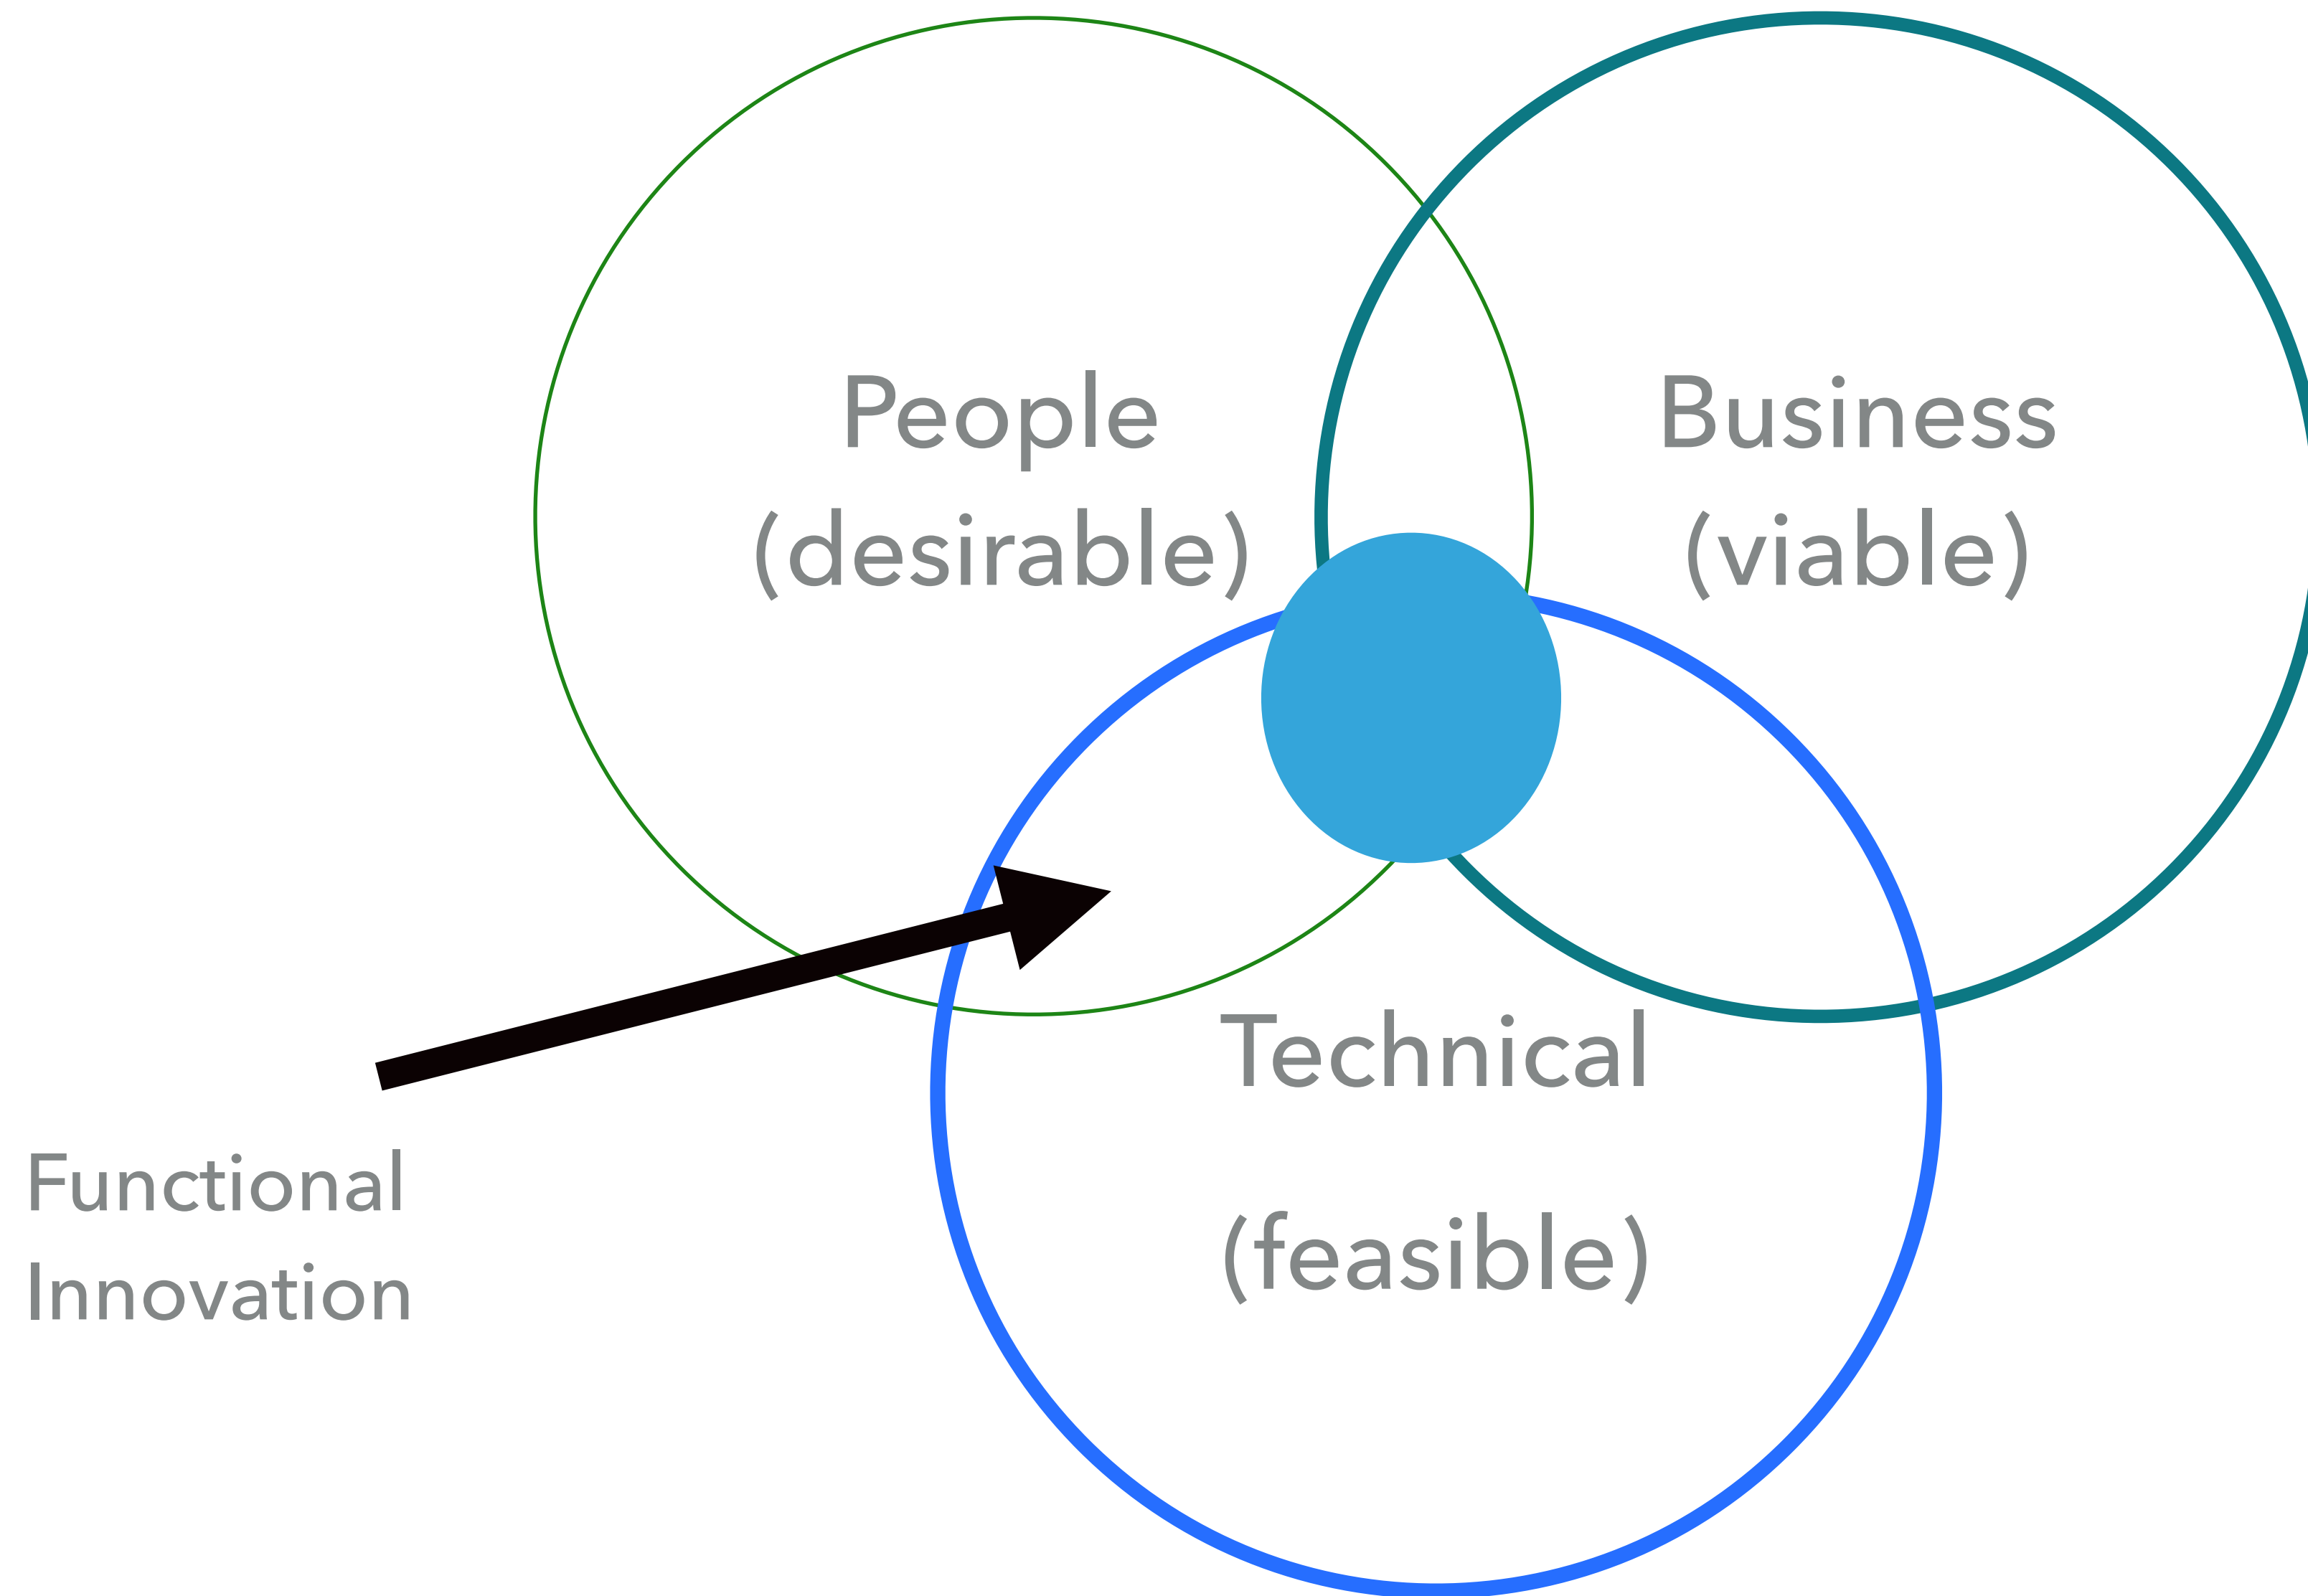 People
(desirable)
Business
(viable)
Technical
(feasible)
Functional
Innovation